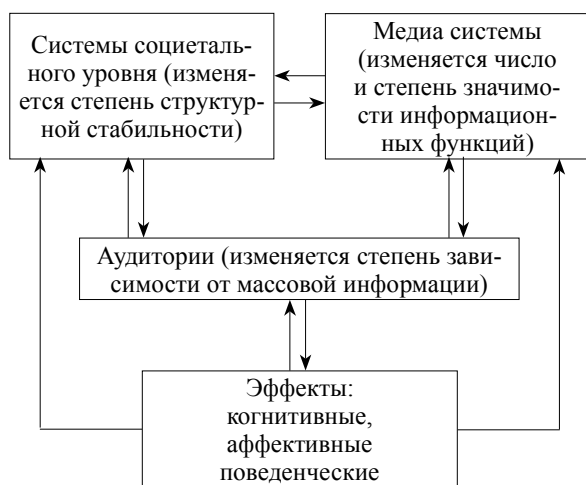 Системы социеталь-
ного уровня (изменя-
ется степень структур-
ной стабильности)
Медиа системы
(изменяется число
и степень значимо-
сти информацион-
ных функций)
Аудитории (изменяется степень зави-
симости от массовой информации)
Эффекты:
когнитивные,
аффективные
поведенческие